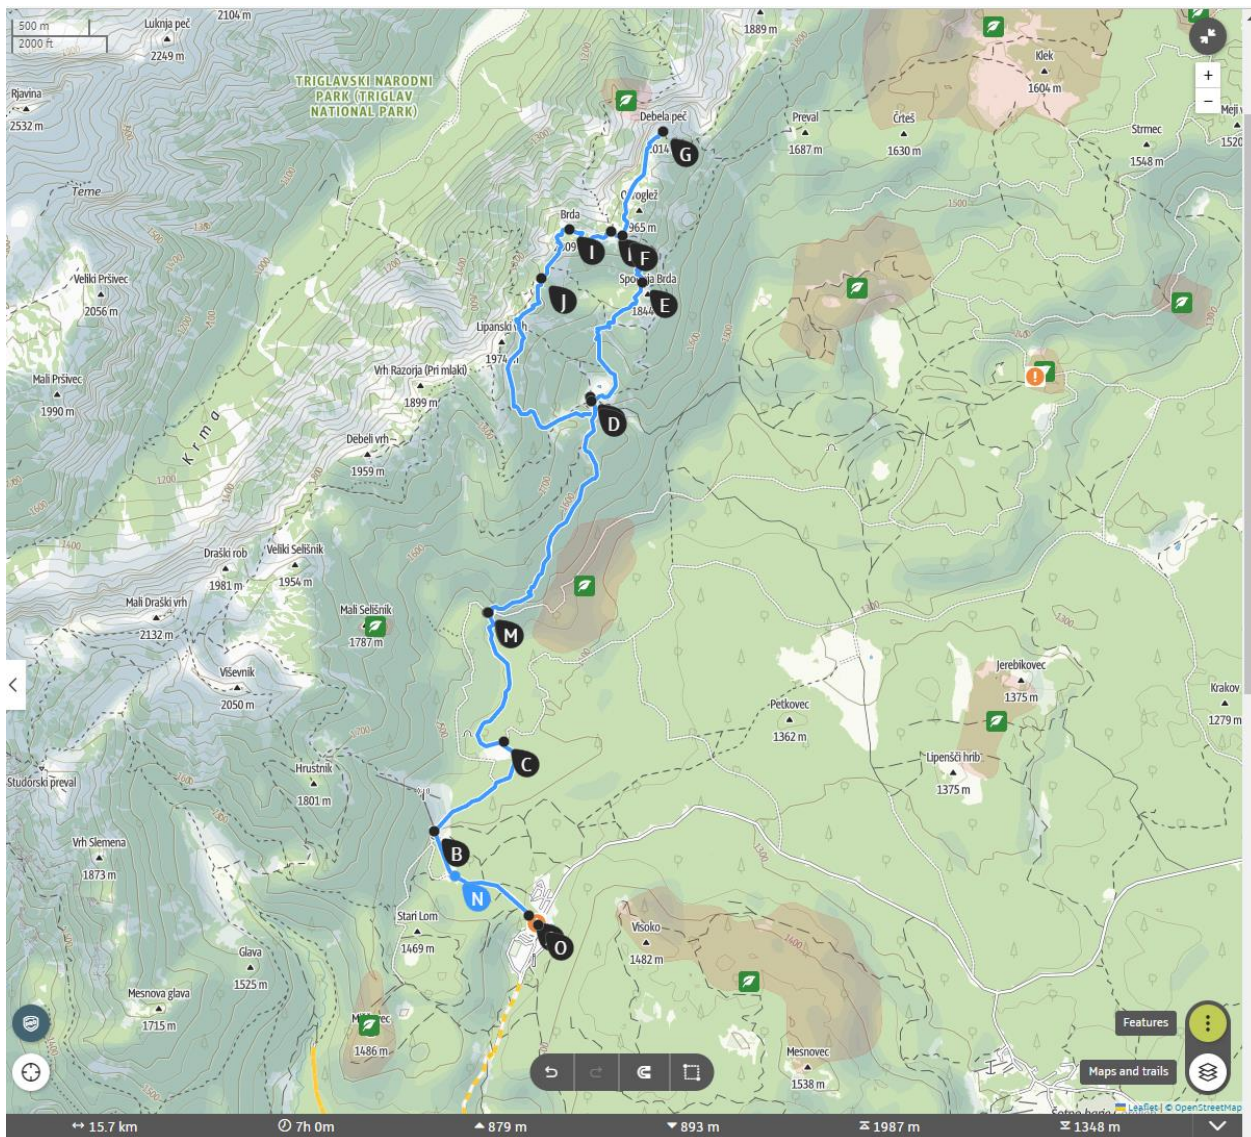 500 m
2000 ft
Luknja peč
2249 m
2104 m
1889 m
Klek
1604 m
TRIGLAVSKI NARODNI
PARK (TRIGLAV
NATIONAL PARK)
Rjavina
2532 m
Debela peč
G
Preval
1687 m
Črteš
1630 m
Strmec
1548 m
1520
Terne
Brda
965 m
I
F
Veliki Pršivec
2056 m
J
E
1844
Lipanski vrh
1974 m
Vrh Razorja (Pri mlaki)
1899 m
Mali Pršivec
1990 m
Krma
D
Debeli vrh
1959 m
Draški rob
1981 m
Veliki Selišnik
1954 m
Mali Draški vrh
2132 m
Mali Selišnik
1787 m
M
Viševnik
2050 m
Jerebikovec
1375 m
Krakov
1279 m
Petkovec
1362 m
C
Lipenšči hrib
1375 m
Studorski preval
Hrustnik
1801 m
Vrh Slemena
1873 m
B
N
Stari Lom
1469 m
O
Visoko
1482 m
Glava
1525 m
Mesnova glava
1715 m
1486 m
Mesnovec
1538 m
Features
Maps and trails
Leaflet | © OpenStreetMap
15.7 km
7h 0m
879 m
893 m
1987 m
1348 m